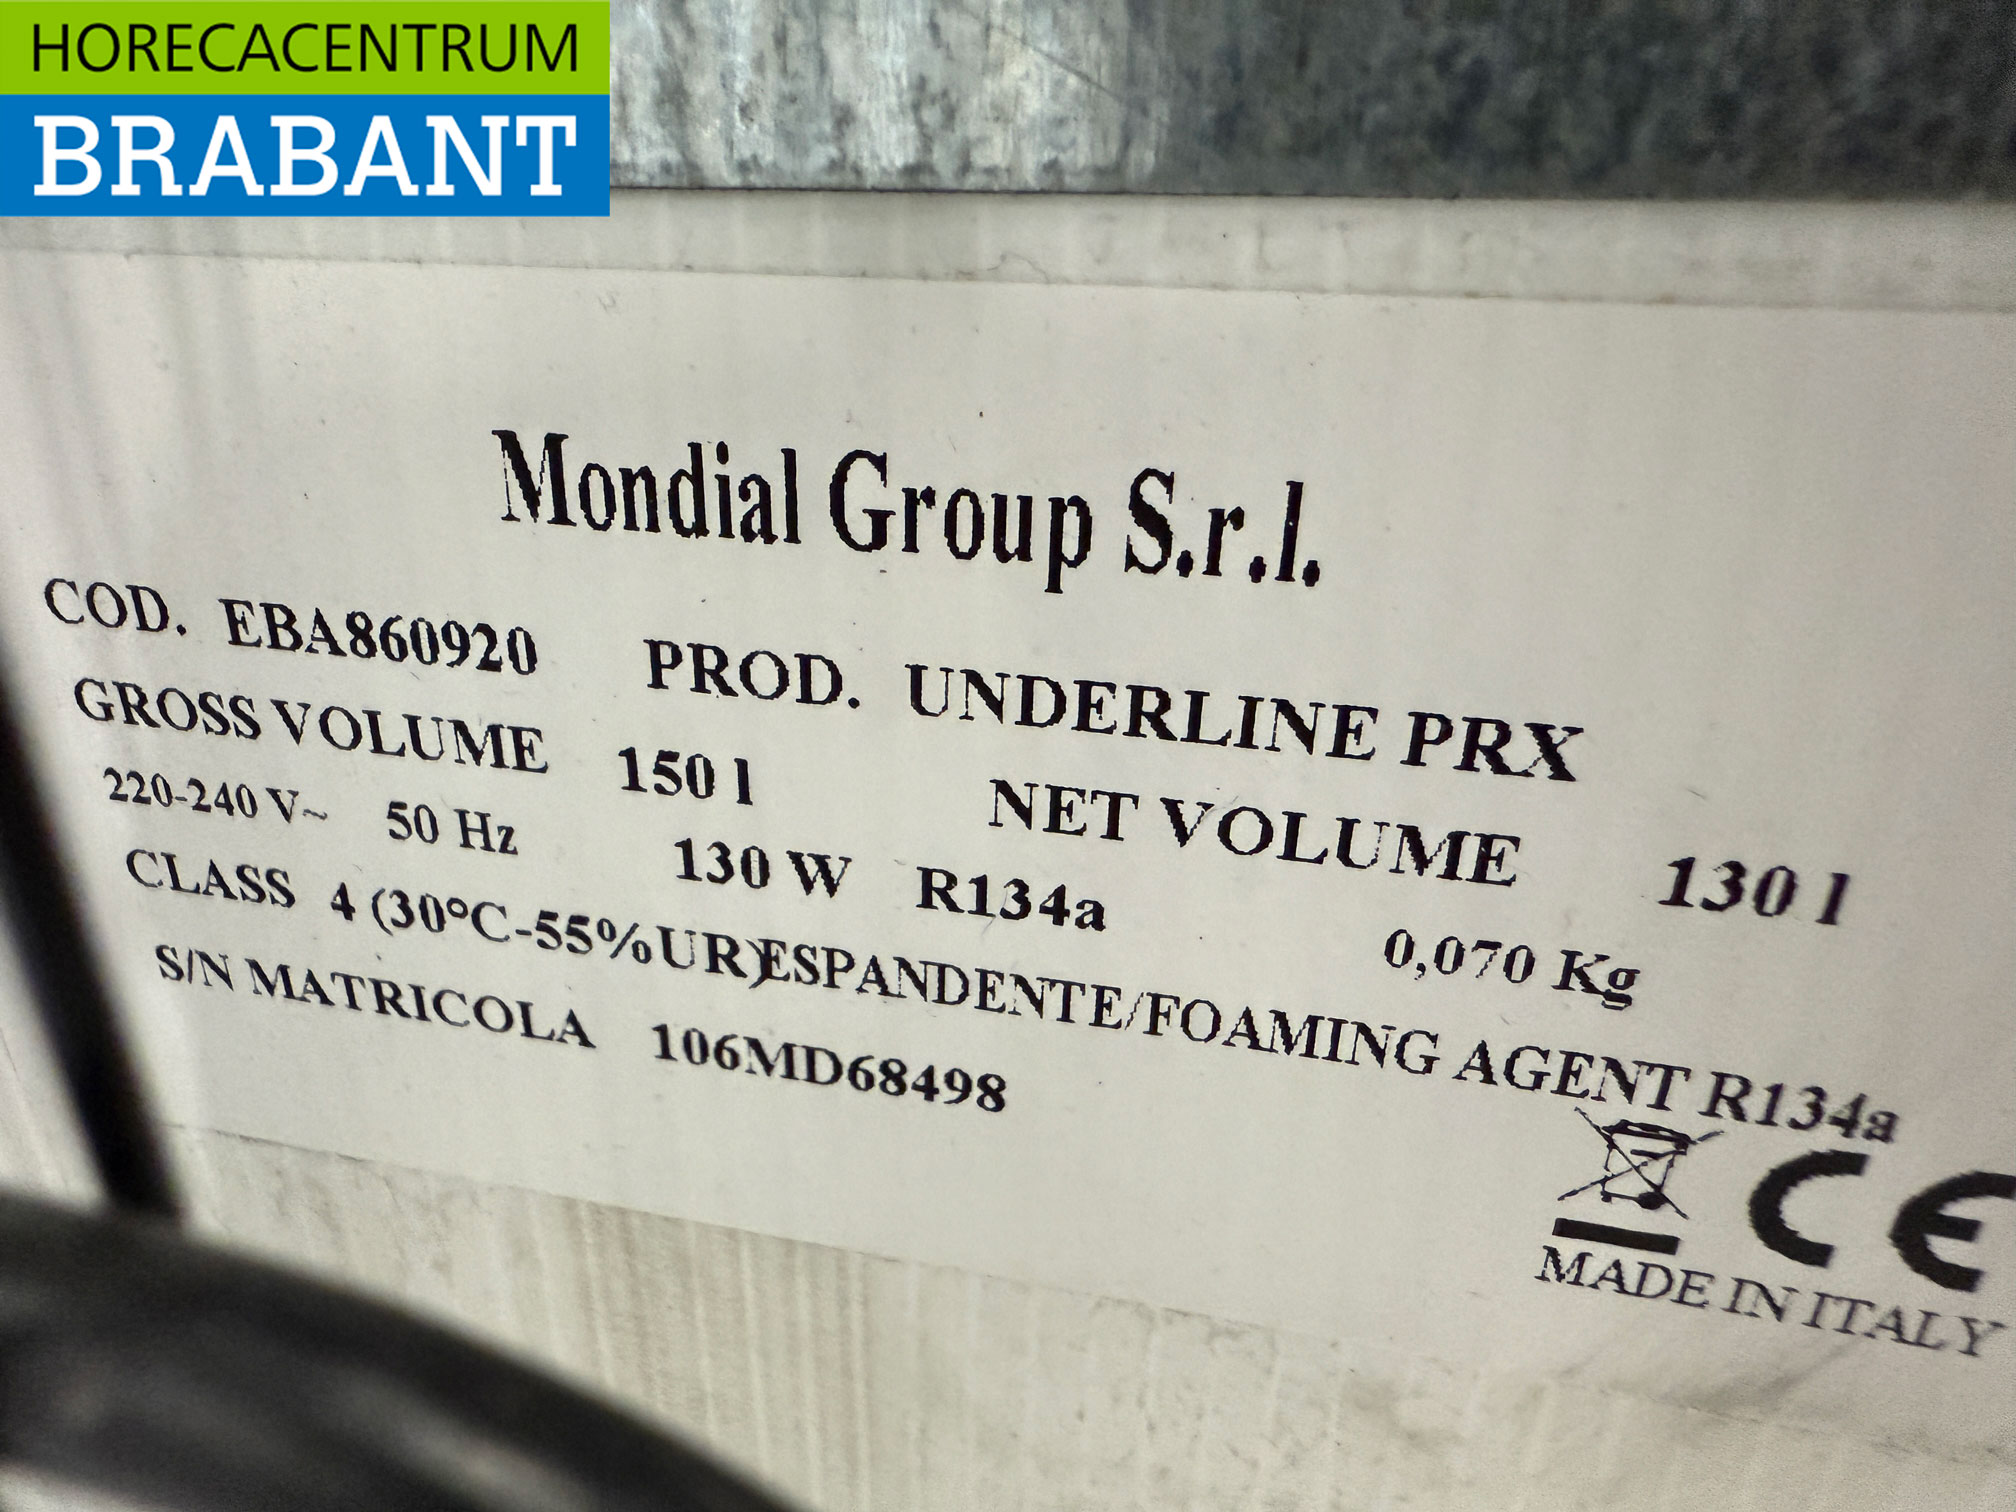 HORECACENTRUM
BRABANT
Mondial Group S.r.l.
COD. EBA860920 PROD. UNDERLINE PRX
GROSS VOLUME 150 l NET VOLUME 130 l
220-240 V~ 50 Hz 130 W R134a 0,070 Kg
CLASS 4 (30°C-55%UR) ESPANDENTE/FOAMING AGENT R134a
S/N MATRICOLA 106MD68498
CE
MADE IN ITALY